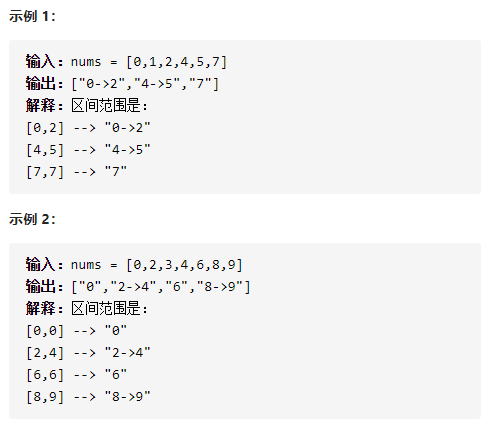 示例 1：
输入：nums = [0,1,2,4,5,7]
输出：["0->2","4->5","7"]
解释：区间范围是：
[0,2] --> "0->2"
[4,5] --> "4->5"
[7,7] --> "7"
示例 2：
输入：nums = [0,2,3,4,6,8,9]
输出：["0","2->4","6","8->9"]
解释：区间范围是：
[0,0] --> "0"
[2,4] --> "2->4"
[6,6] --> "6"
[8,9] --> "8->9"